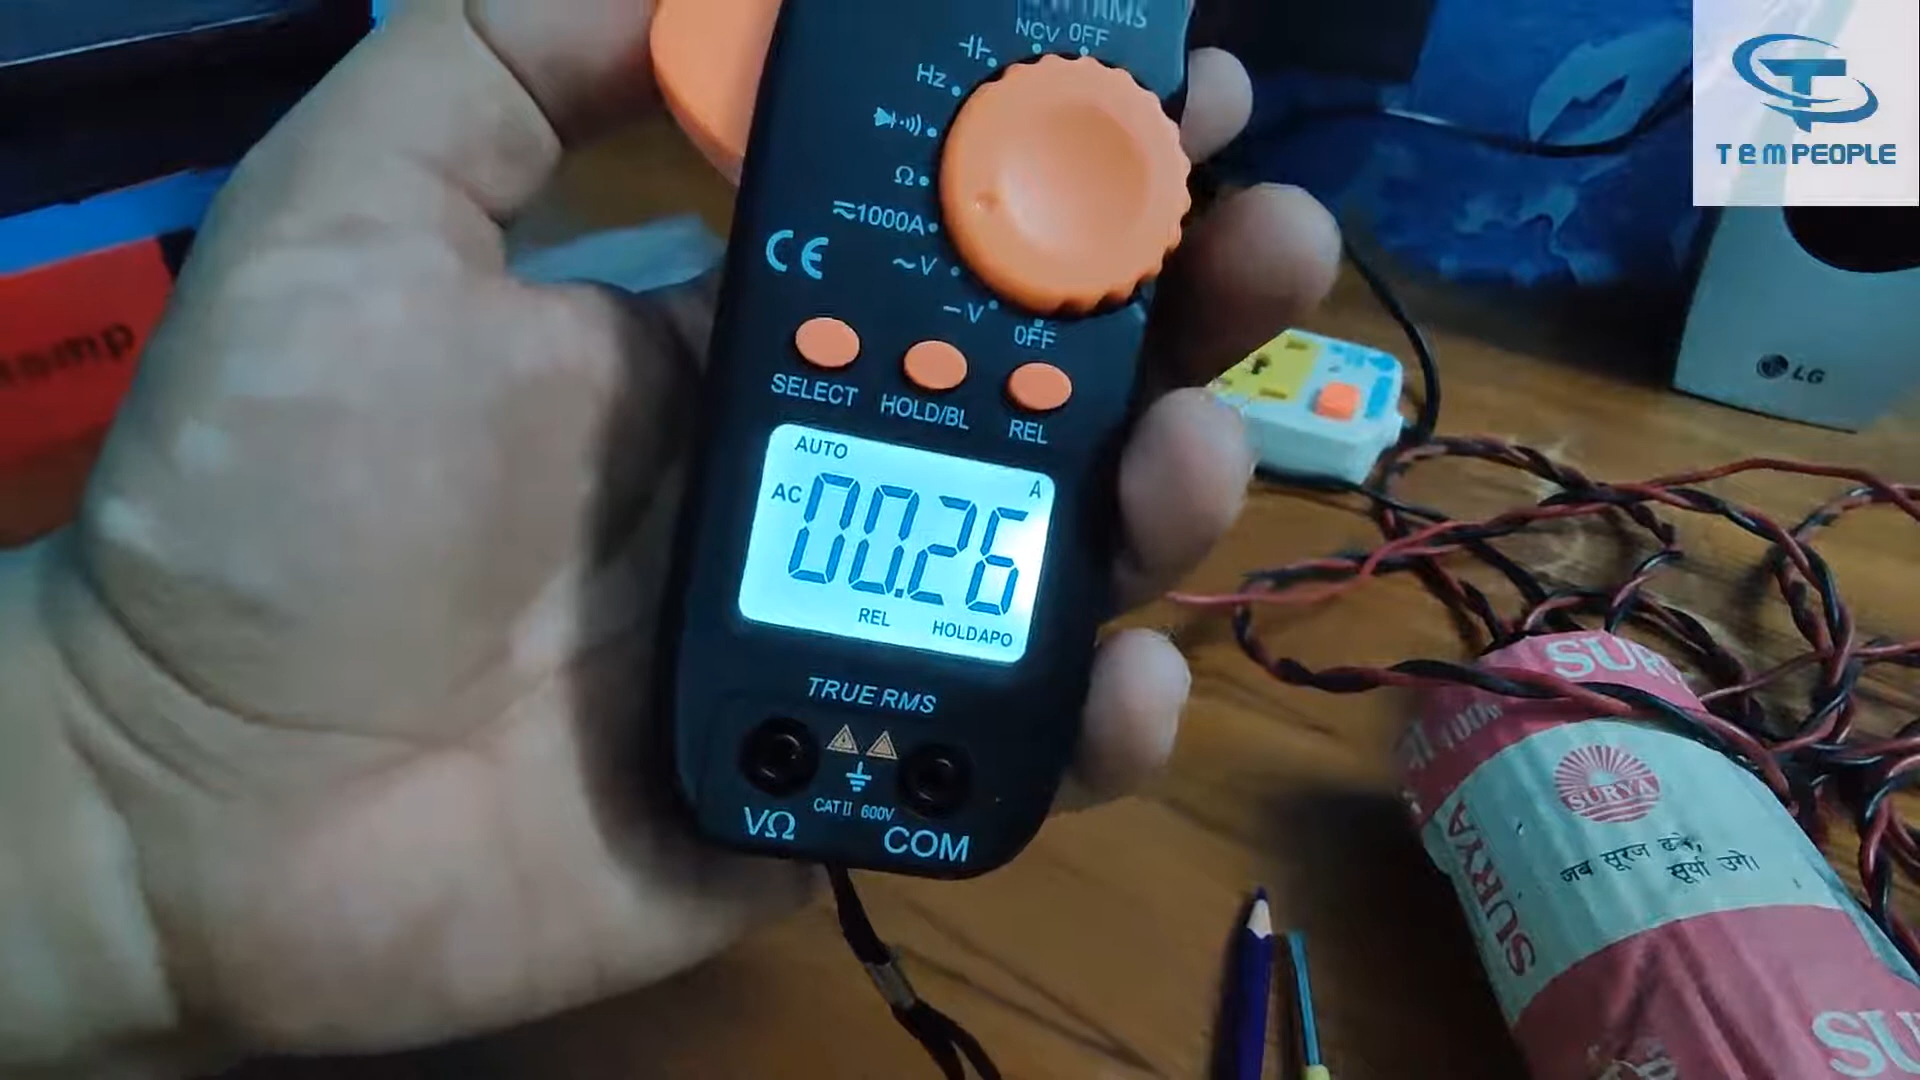 NCV OFF
Hz
Ω
≂1000A
~V
−V
OFF
CE
SELECT
HOLD/BL
REL
AUTO
A
AC
00.26
REL
HOLDAPO
TRUE RMS
CAT II 600V
VΩ
COM
TEMPEOPLE
LG
SURYA
SURYA
जब सूरज ढले,
सूर्या उगे।